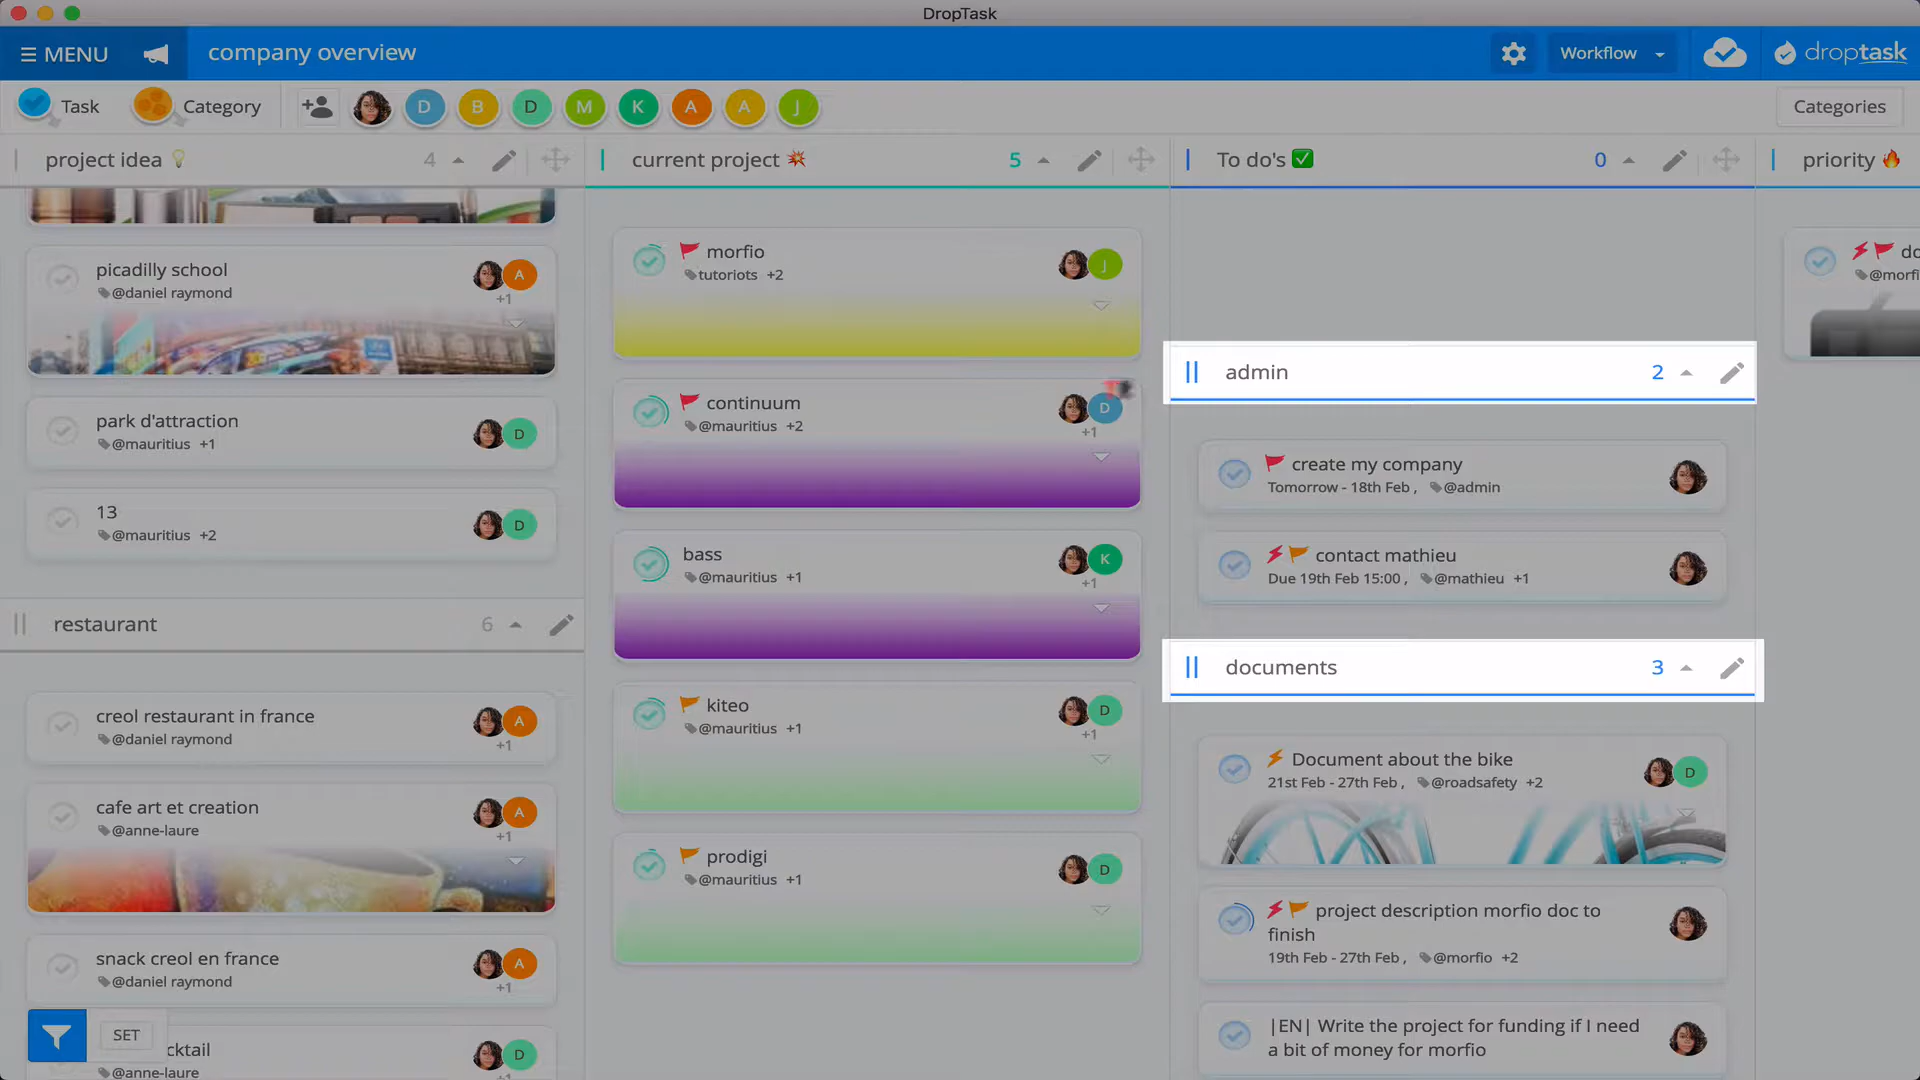 DropTask
MENU
company overview
Workflow
droptask
Task
Category
D
B
D
M
K
A
A
J
Categories
project idea 💡 4
picadilly school
@daniel raymond
A
+1
park d'attraction
@mauritius +1
D
13
@mauritius +2
D
restaurant 6
creol restaurant in france
@daniel raymond
A
+1
cafe art et creation
@anne-laure
A
+1
snack creol en france
@daniel raymond
A
+1
SET
cktail
@anne-laure
D
+1
current project 💥 5
morfio
tutoriots +2
J
continuum
@mauritius +2
D
+1
bass
@mauritius +1
K
+1
kiteo
@mauritius +1
D
+1
prodigi
@mauritius +1
D
To do's ✅ 0
admin 2
create my company
Tomorrow - 18th Feb , @admin
contact mathieu
Due 19th Feb 15:00 , @mathieu +1
documents 3
Document about the bike
21st Feb - 27th Feb , @roadsafety +2
D
project description morfio doc to
finish
19th Feb - 27th Feb , @morfio +2
|EN| Write the project for funding if I need
a bit of money for morfio
priority 🔥
do
@morfi